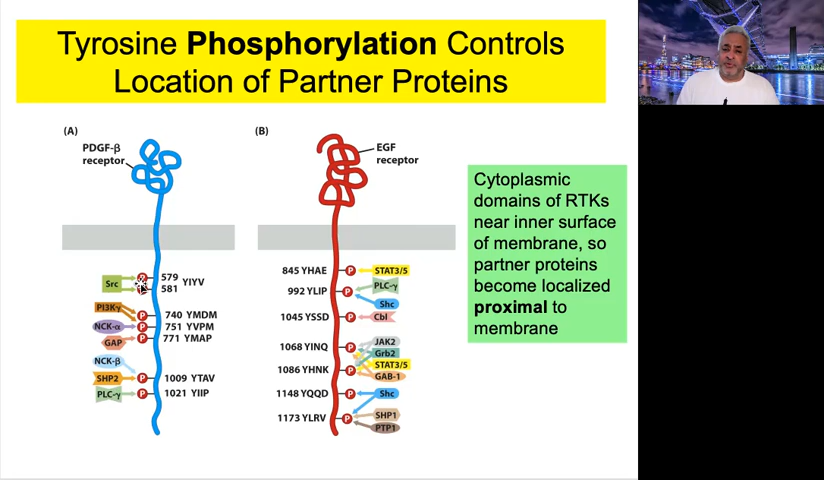 Tyrosine Phosphorylation Controls
Location of Partner Proteins
(A)
PDGF-β
receptor
Src
579
581
YIYV
PI3Kγ
740 YMDM
NCK-α
751 YVPM
GAP
771 YMAP
NCK-β
SHP2
1009 YTAV
PLC-γ
1021 YIIP
P
P
P
P
P
P
P
(B)
EGF
receptor
845 YHAE
P
STAT3/5
992 YLIP
P
PLC-γ
Shc
1045 YSSD
P
Cbl
1068 YINQ
P
JAK2
Grb2
1086 YHNK
P
STAT3/5
GAB-1
1148 YQQD
P
Shc
1173 YLRV
P
SHP1
PTP1
Cytoplasmic
domains of RTKs
near inner surface
of membrane, so
partner proteins
become localized
proximal to
membrane